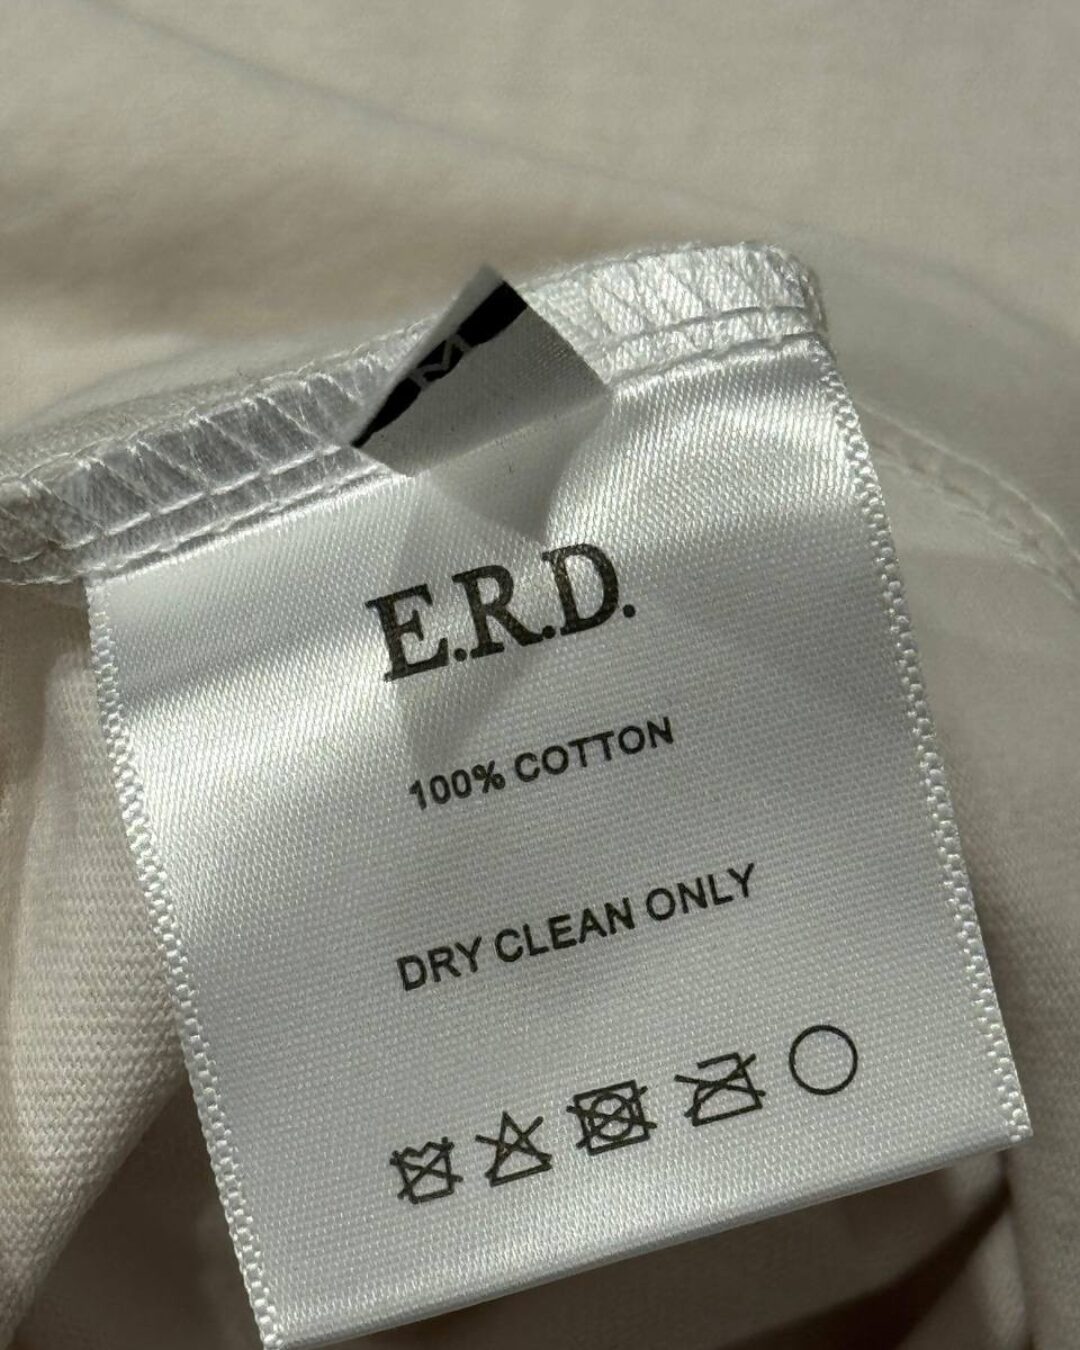 M
E.R.D.
100% COTTON
DRY CLEAN ONLY